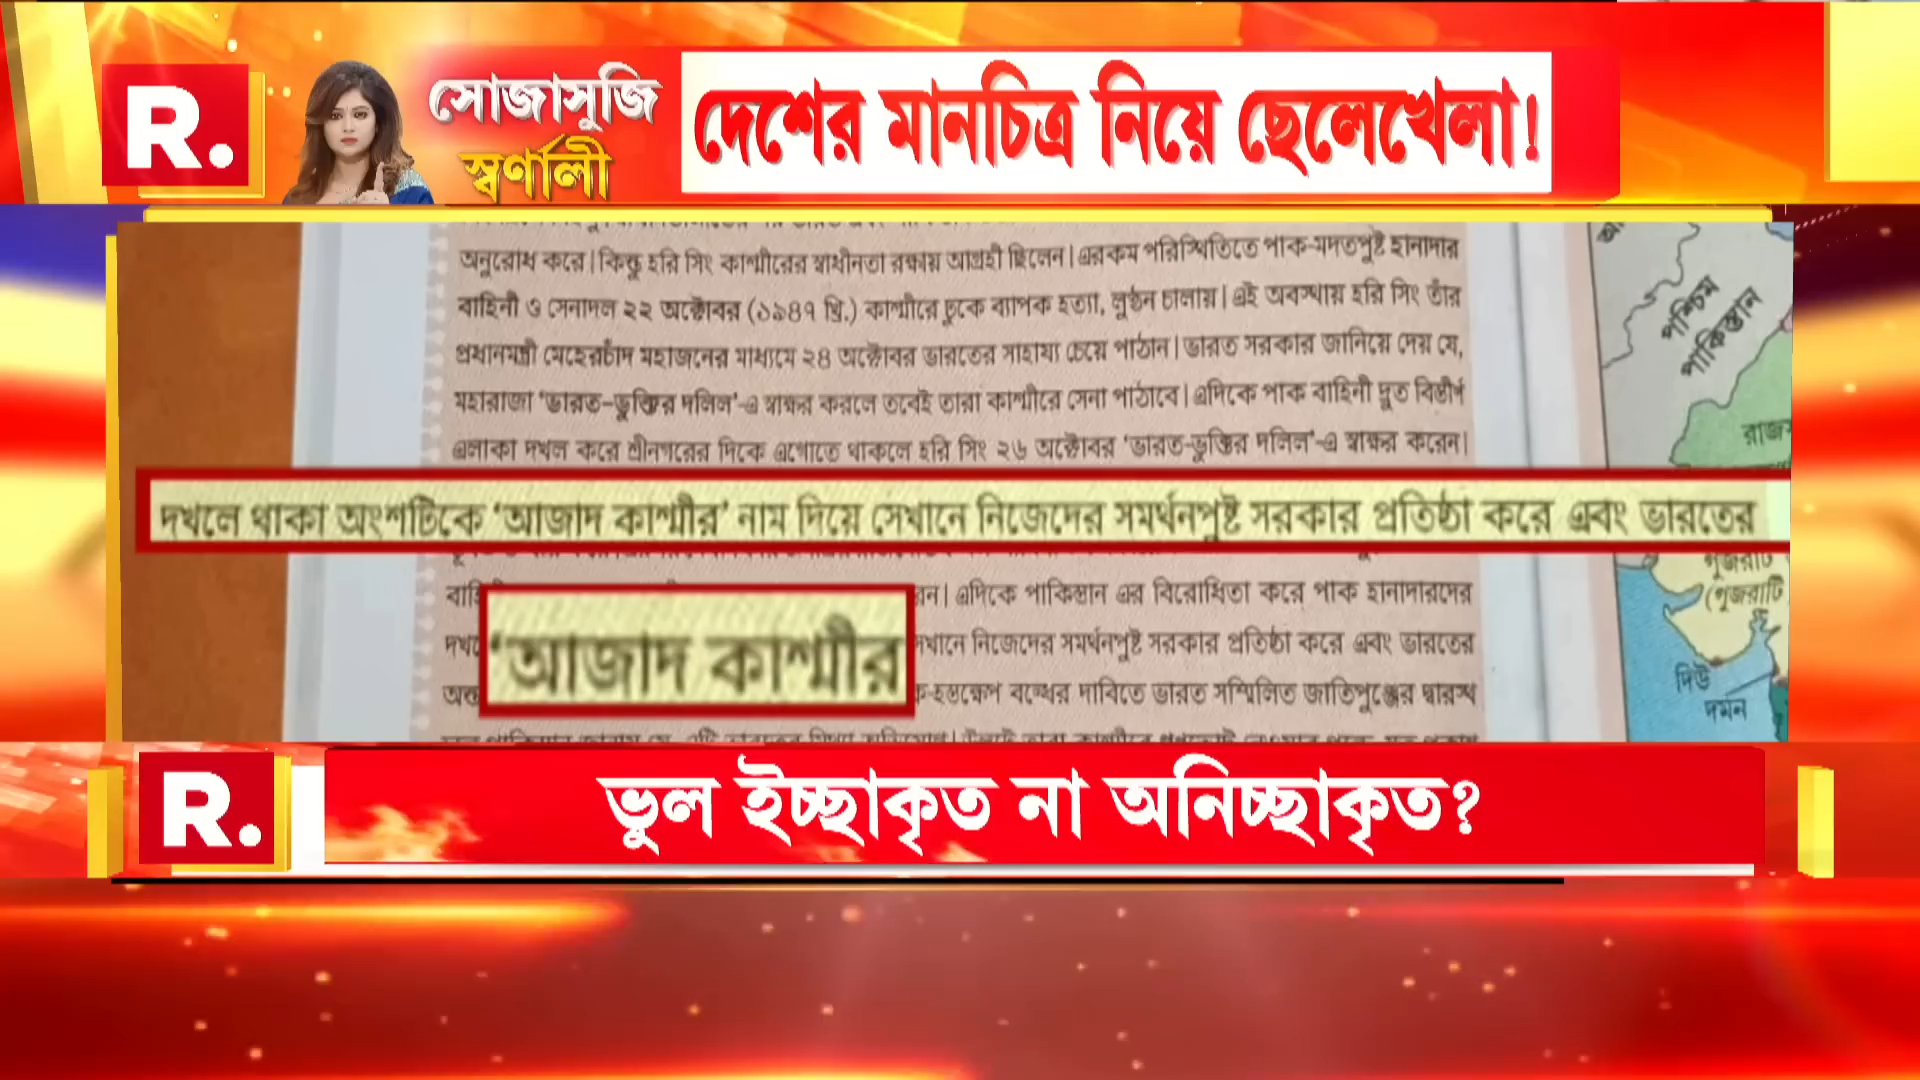 R.
সোজাসুজি
স্বর্ণালী
দেশের মানচিত্র নিয়ে ছেলেখেলা!
অনুরোধ করে। কিন্তু হরি সিং কাশ্মীরের স্বাধীনতা রক্ষায় আগ্রহী ছিলেন। এরকম পরিস্থিতিতে পাক-মদতপুষ্ট হানাদার
বাহিনী ও সেনাদল ২২ অক্টোবর (১৯৪৭ খ্রি.) কাশ্মীরে ঢুকে ব্যাপক হত্যা, লুণ্ঠন চালায়। এই অবস্থায় হরি সিং তাঁর
প্রধানমন্ত্রী মেহেরচাঁদ মহাজনের মাধ্যমে ২৪ অক্টোবর ভারতের সাহায্য চেয়ে পাঠান। ভারত সরকার জানিয়ে দেয় যে,
মহারাজা ‘ভারত-ভুক্তির দলিল’-এ স্বাক্ষর করলে তবেই তারা কাশ্মীরে সেনা পাঠাবে। এদিকে পাক বাহিনী দ্রুত বিস্তীর্ণ
এলাকা দখল করে শ্রীনগরের দিকে এগোতে থাকলে হরি সিং ২৬ অক্টোবর ‘ভারত-ভুক্তির দলিল’-এ স্বাক্ষর করেন।
দখলে থাকা অংশটিকে ‘আজাদ কাশ্মীর’ নাম দিয়ে সেখানে নিজেদের সমর্থনপুষ্ট সরকার প্রতিষ্ঠা করে এবং ভারতের
এদিকে পাকিস্তান এর বিরোধিতা করে পাক হানাদারদের
‘আজাদ কাশ্মীর
নিজেদের সমর্থনপুষ্ট সরকার প্রতিষ্ঠা করে এবং ভারতের
ক-হস্তক্ষেপ বন্ধের দাবিতে ভারত সম্মিলিত জাতিপুঞ্জের দ্বারস্থ
পশ্চিম
পাকিস্তান
রাজস
গুজরাট
(গুজরাটি
দিউ
দমন
R.
ভুল ইচ্ছাকৃত না অনিচ্ছাকৃত?